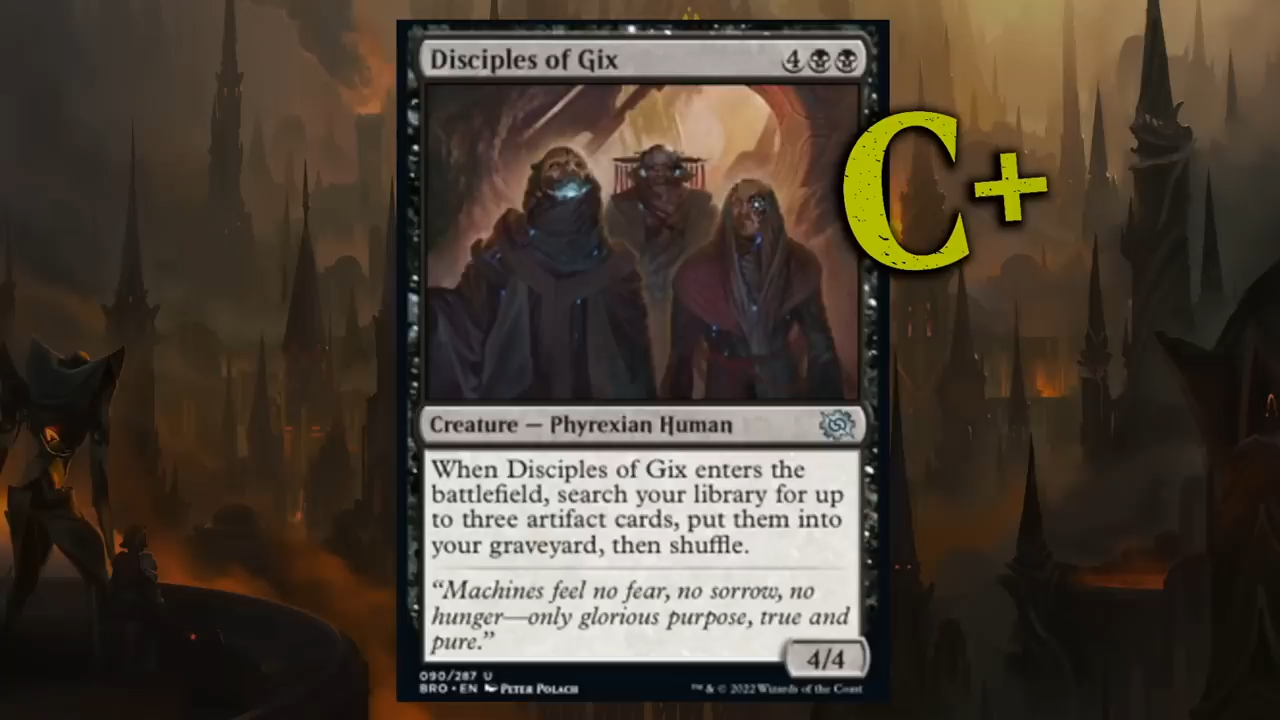 Disciples of Gix 4
C+
Creature — Phyrexian Human
When Disciples of Gix enters the
battlefield, search your library for up
to three artifact cards, put them into
your graveyard, then shuffle.
“Machines feel no fear, no sorrow, no
hunger—only glorious purpose, true and
pure.”
4/4
090/287 U
BRO • EN Peter Polach
™ & © 2022 Wizards of the Coast